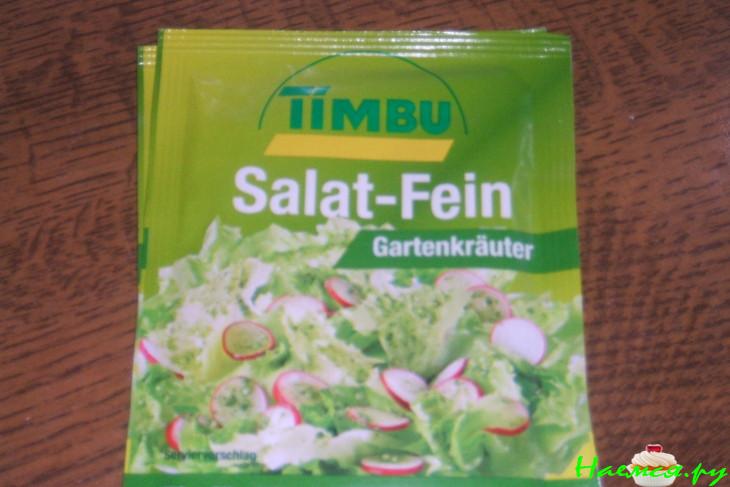 TIMBU
Salat-Fein
Gartenkräuter
Serviervorschlag
Наемся.ру